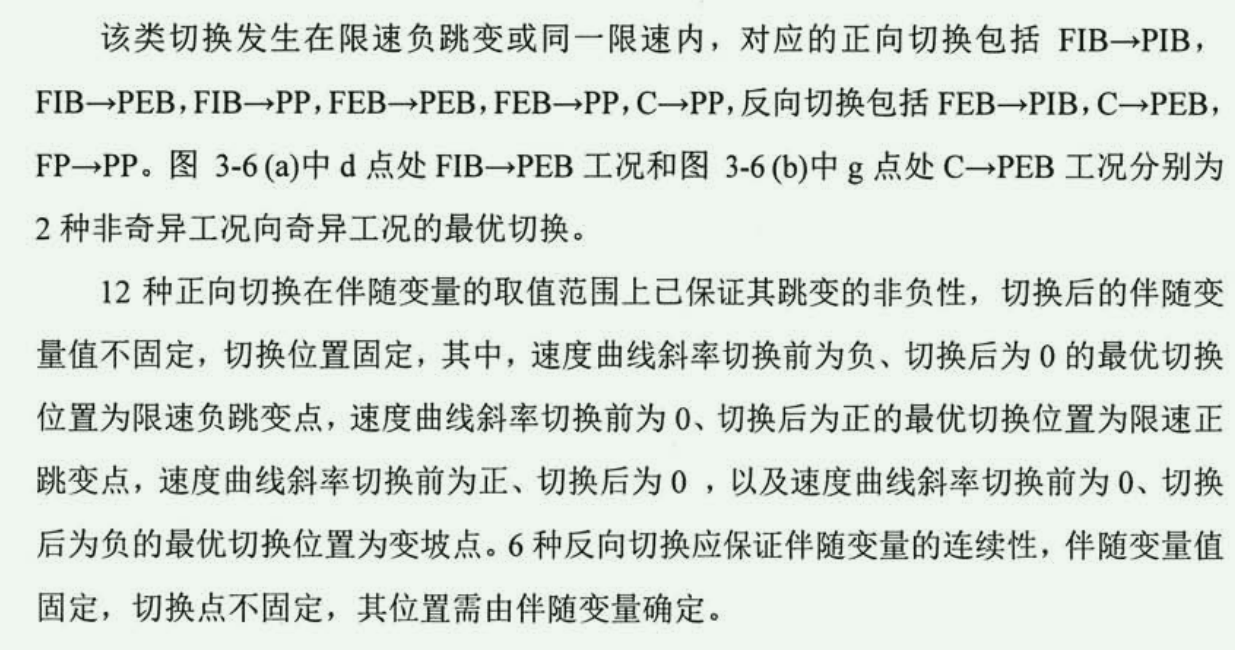 该类切换发生在限速负跳变或同一限速内，对应的正向切换包括 FIB→PIB，
FIB→PEB，FIB→PP，FEB→PEB，FEB→PP，C→PP，反向切换包括 FEB→PIB，C→PEB，
FP→PP。图 3-6 (a)中 d 点处 FIB→PEB 工况和图 3-6 (b)中 g 点处 C→PEB 工况分别为
2 种非奇异工况向奇异工况的最优切换。
12 种正向切换在伴随变量的取值范围上已保证其跳变的非负性，切换后的伴随变
量值不固定，切换位置固定，其中，速度曲线斜率切换前为负、切换后为 0 的最优切换
位置为限速负跳变点，速度曲线斜率切换前为 0、切换后为正的最优切换位置为限速正
跳变点，速度曲线斜率切换前为正、切换后为 0 ，以及速度曲线斜率切换前为 0、切换
后为负的最优切换位置为变坡点。6 种反向切换应保证伴随变量的连续性，伴随变量值
固定，切换点不固定，其位置需由伴随变量确定。